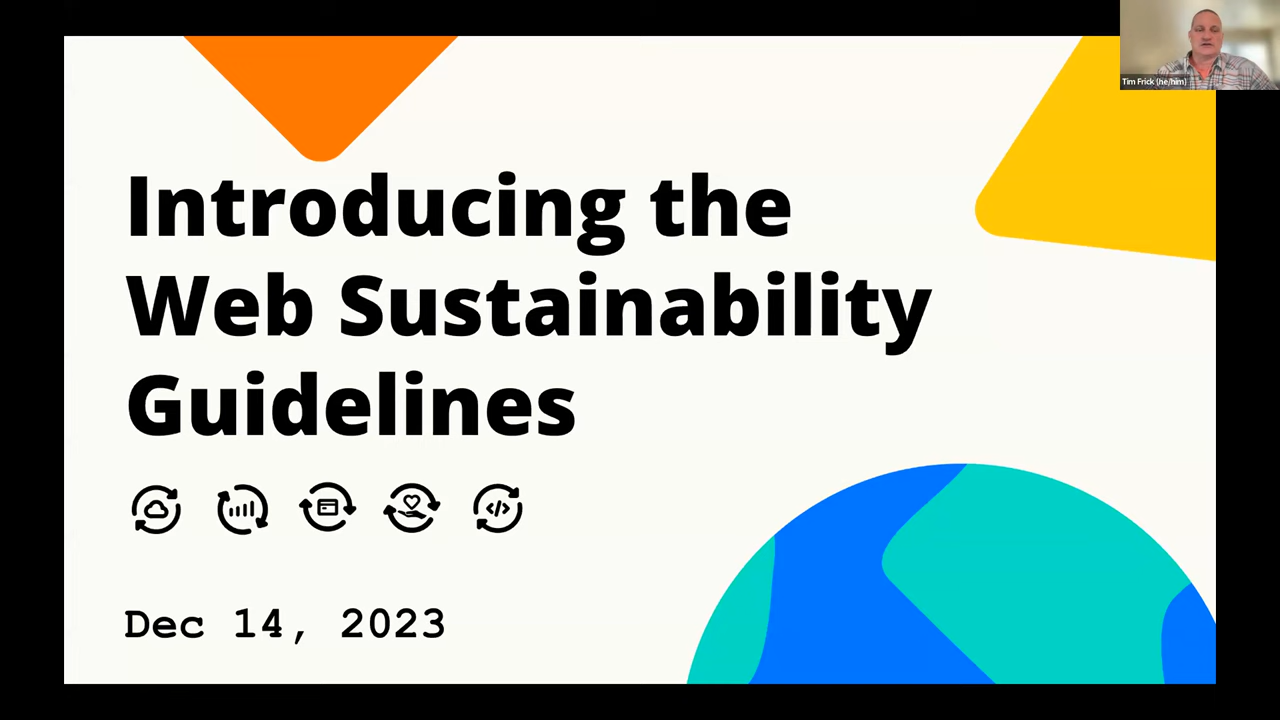 Tim Frick (he/him)
Introducing the
Web Sustainability
Guidelines
</>
Dec 14, 2023